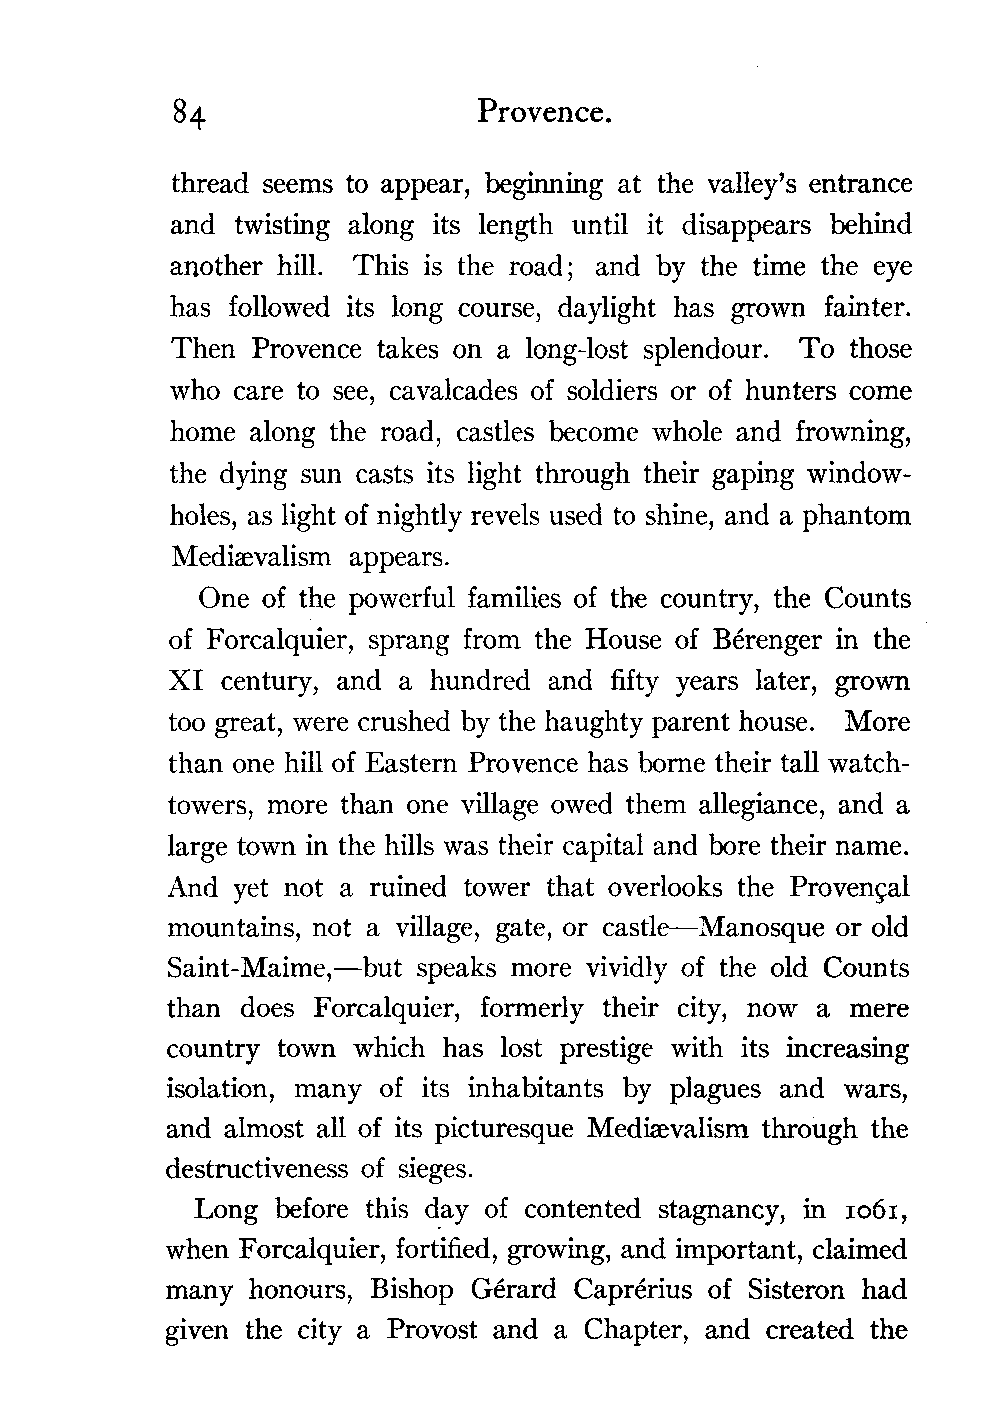 84 Provence.
thread seems to appear, beginning at the valley's entrance
and twisting along its length until it disappears behind
another hill. This is the road; and by the time the eye
has followed its long course, daylight has grown fainter.
Then Provence takes on a long-lost splendour. To those
who care to see, cavalcades of soldiers or of hunters come
home along the road, castles become whole and frowning,
the dying sun casts its light through their gaping window-
holes, as light of nightly revels used to shine, and a phantom
Mediævalism appears.
One of the powerful families of the country, the Counts
of Forcalquier, sprang from the House of Bérenger in the
XI century, and a hundred and fifty years later, grown
too great, were crushed by the haughty parent house. More
than one hill of Eastern Provence has borne their tall watch-
towers, more than one village owed them allegiance, and a
large town in the hills was their capital and bore their name.
And yet not a ruined tower that overlooks the Provençal
mountains, not a village, gate, or castle—Manosque or old
Saint-Maime,—but speaks more vividly of the old Counts
than does Forcalquier, formerly their city, now a mere
country town which has lost prestige with its increasing
isolation, many of its inhabitants by plagues and wars,
and almost all of its picturesque Mediævalism through the
destructiveness of sieges.
Long before this day of contented stagnancy, in 1061,
when Forcalquier, fortified, growing, and important, claimed
many honours, Bishop Gérard Caprérius of Sisteron had
given the city a Provost and a Chapter, and created the